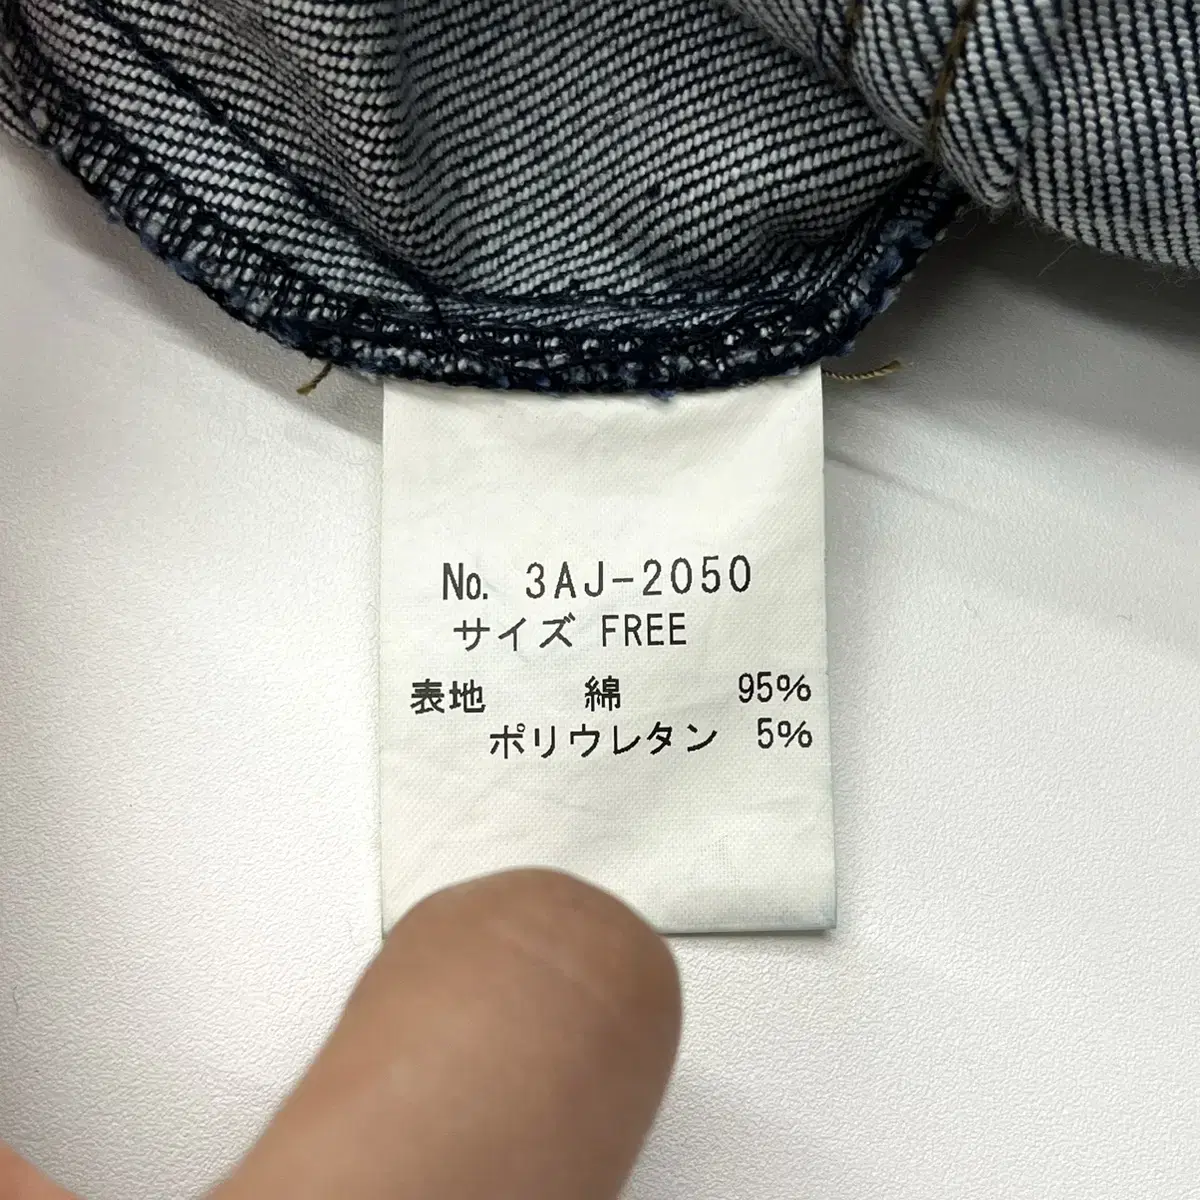 No. 3AJ-2050
サイズ FREE
表地 綿 95%
ポリウレタン 5%